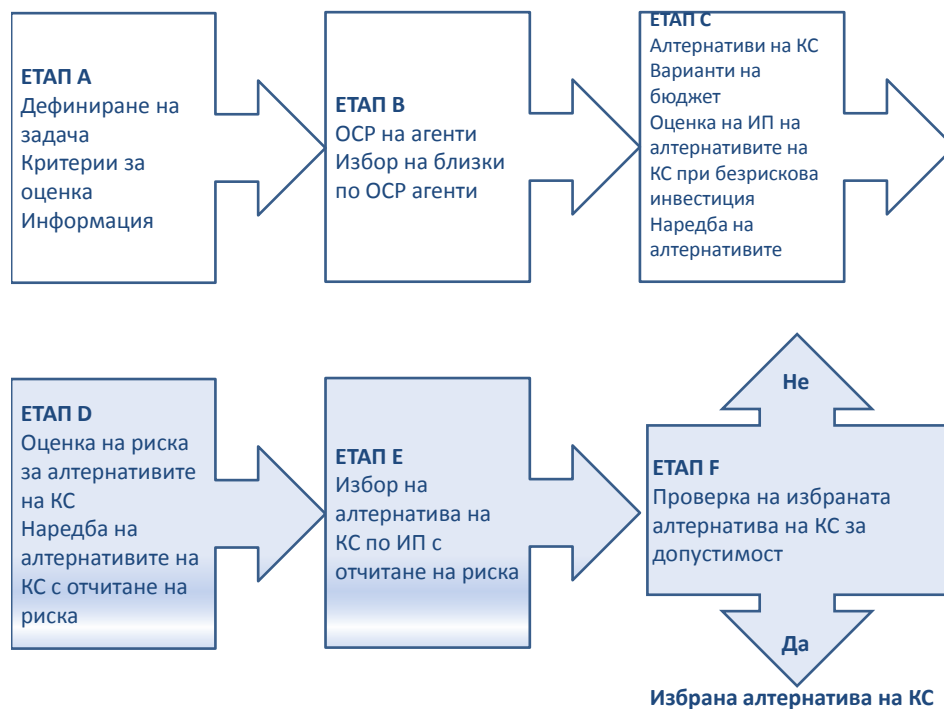 ЕТАП A
Дефиниране на
задача
Критерии за
оценка
Информация
ЕТАП B
ОСР на агенти
Избор на близки
по ОСР агенти
ЕТАП C
Алтернативи на КС
Варианти на
бюджет
Оценка на ИП на
алтернативите на
КС при безрискова
инвестиция
Наредба на
алтернативите
ЕТАП D
Оценка на риска
за алтернативите
на КС
Наредба на
алтернативите на
КС с отчитане на
риска
ЕТАП E
Избор на
алтернатива на
КС по ИП с
отчитане на риска
Не
ЕТАП F
Проверка на избраната
алтернатива на КС за
допустимост
Да
Избрана алтернатива на КС